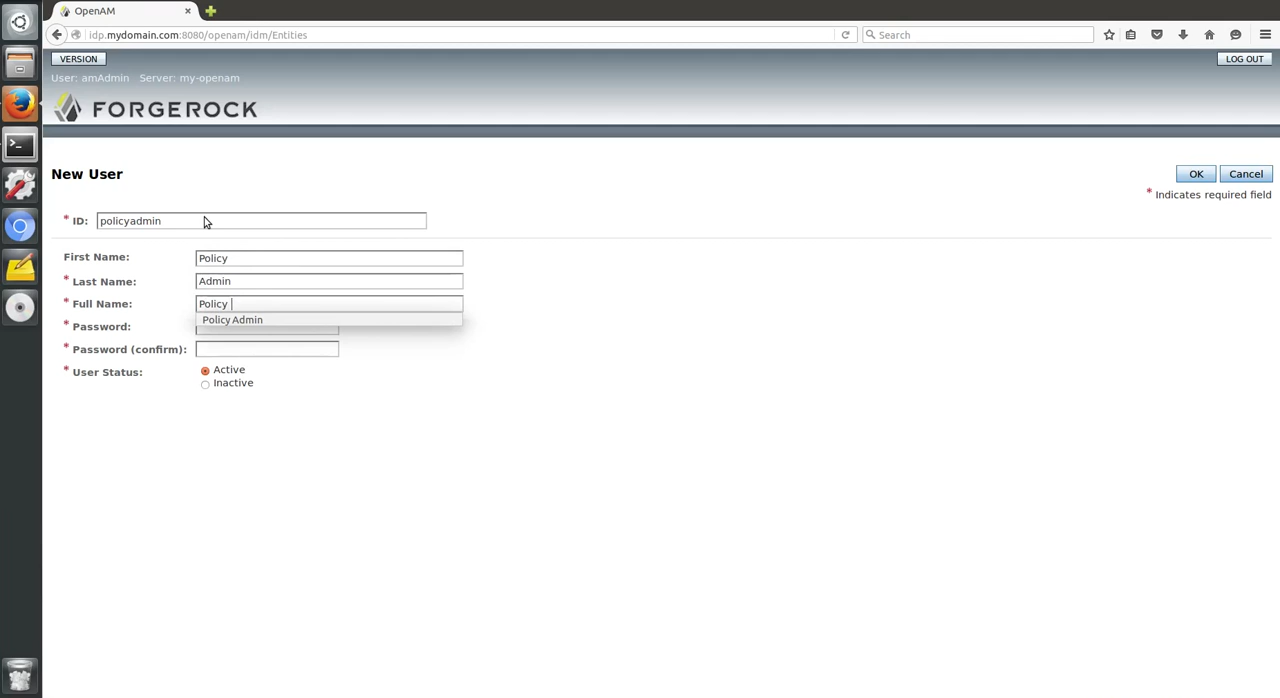 OpenAM
idp.mydomain.com:8080/openam/idm/Entities
Search
VERSION
LOG OUT
User: amAdmin Server: my-openam
FORGEROCK
New User
OK Cancel
* Indicates required field
* ID: policyadmin
First Name: Policy
* Last Name: Admin
* Full Name: Policy
Policy Admin
* Password:
* Password (confirm):
* User Status: Active
Inactive